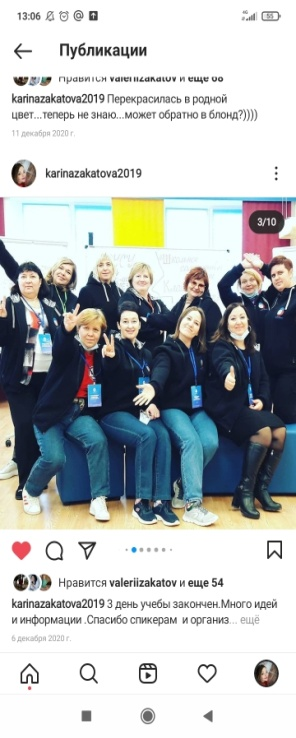 13:06
55
Публикации
Нравится valeriizakatov и еще 68
karinazakatova2019 Перекрасилась в родной
цвет...теперь не знаю...может обратно в блонд?))))
11 декабря 2020 г.
karinazakatova2019
3/10
Нравится valeriizakatov и еще 54
karinazakatova2019 3 день учебы закончен.Много идей
и информации .Спасибо спикерам и организ... ещё
6 декабря 2020 г.